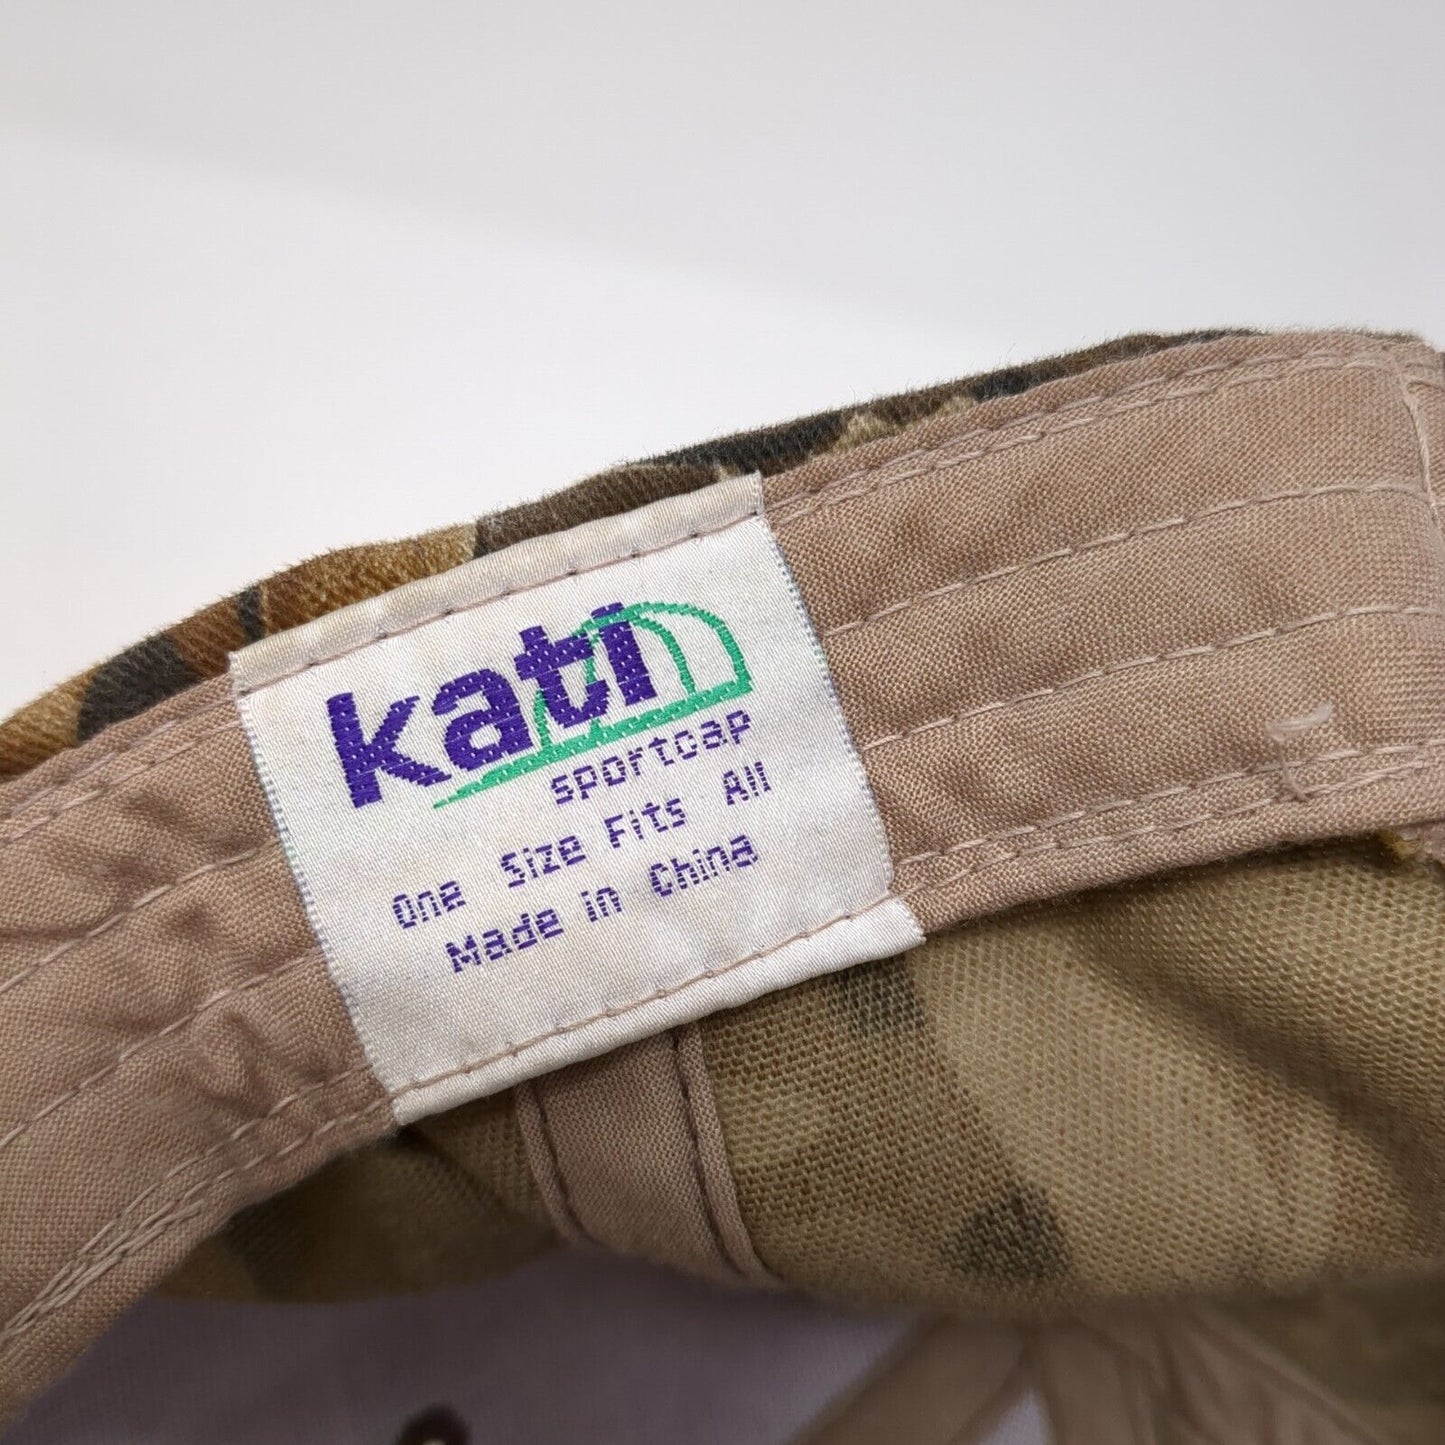 kati
sportcap
One Size Fits All
Made in China